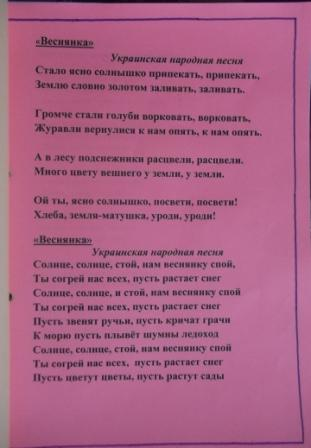 «Веснянка»
Украинская народная песня
Стало ясно солнышко припекать, припекать,
Землю словно золотом заливать, заливать.
Громче стали голуби ворковать, ворковать,
Журавли вернулися к нам опять, к нам опять.
А в лесу подснежники расцвели, расцвели.
Много цвету вешнего у земли, у земли.
Ой ты, ясно солнышко, посвети, посвети!
Хлеба, земля-матушка, уроди, уроди!
«Веснянка»
Украинская народная песня
Солнце, солнце, стой, нам веснянку спой,
Ты согрей нас всех, пусть растает снег
Солнце, солнце, и стой, нам веснянку спой
Ты согрей нас всех, пусть растает снег
Пусть звенят ручьи, пусть кричат грачи
К морю пусть плывёт шумны ледоход
Солнце, солнце, стой, нам веснянку спой
Ты согрей нас всех, пусть растает снег
Пусть цветут цветы, пусть растут сады